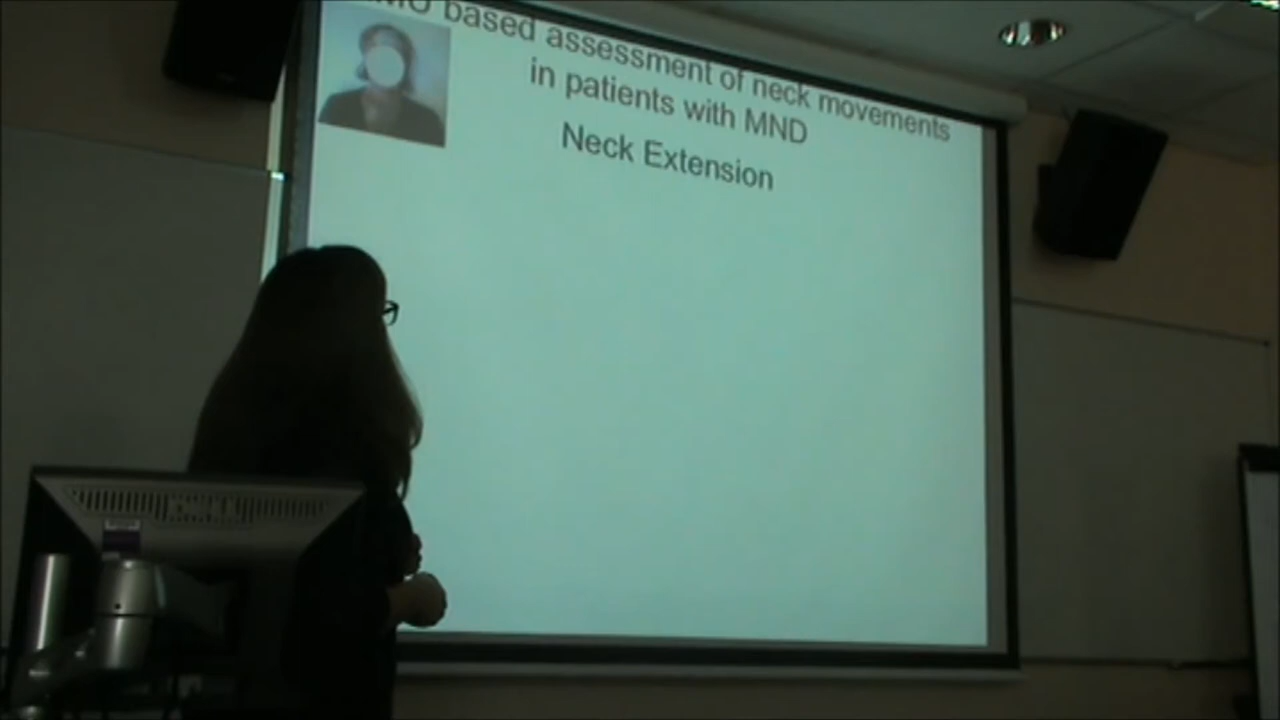 based assessment of neck movements
in patients with MND
Neck Extension